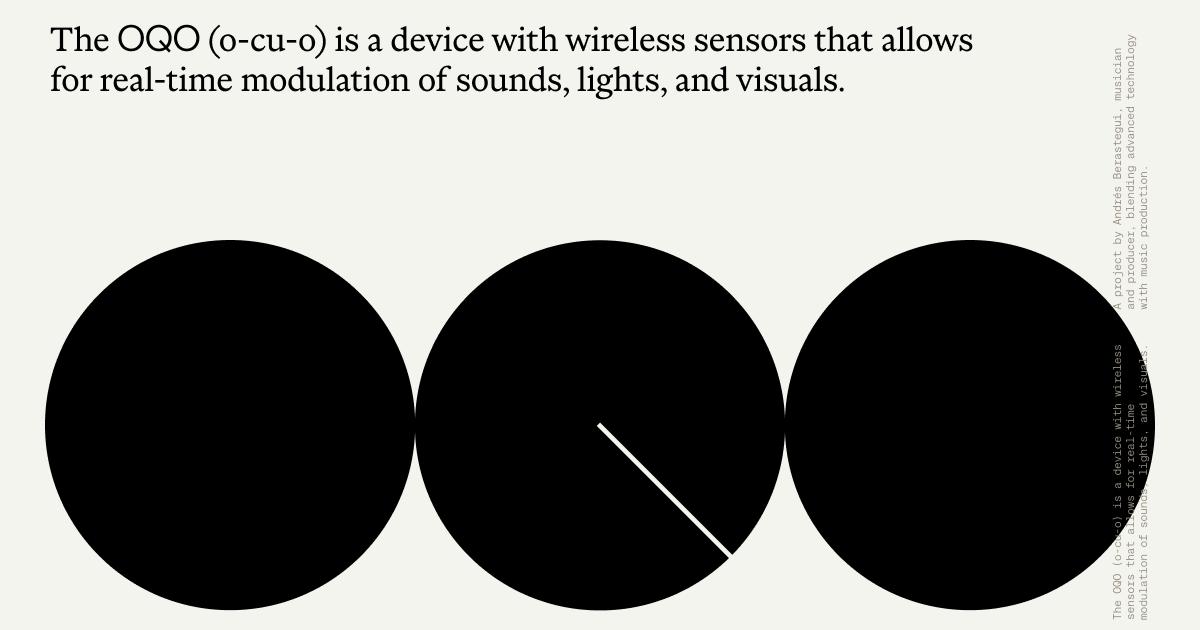 The OQO (o-cu-o) is a device with wireless sensors that allows
for real-time modulation of sounds, lights, and visuals.
The OQO (o-cu-o) is a device with wireless
sensors that allows for real-time
modulation of sounds, lights, and visuals.
A project by Andrés Berastegui, musician
and producer, blending advanced technology
with music production.